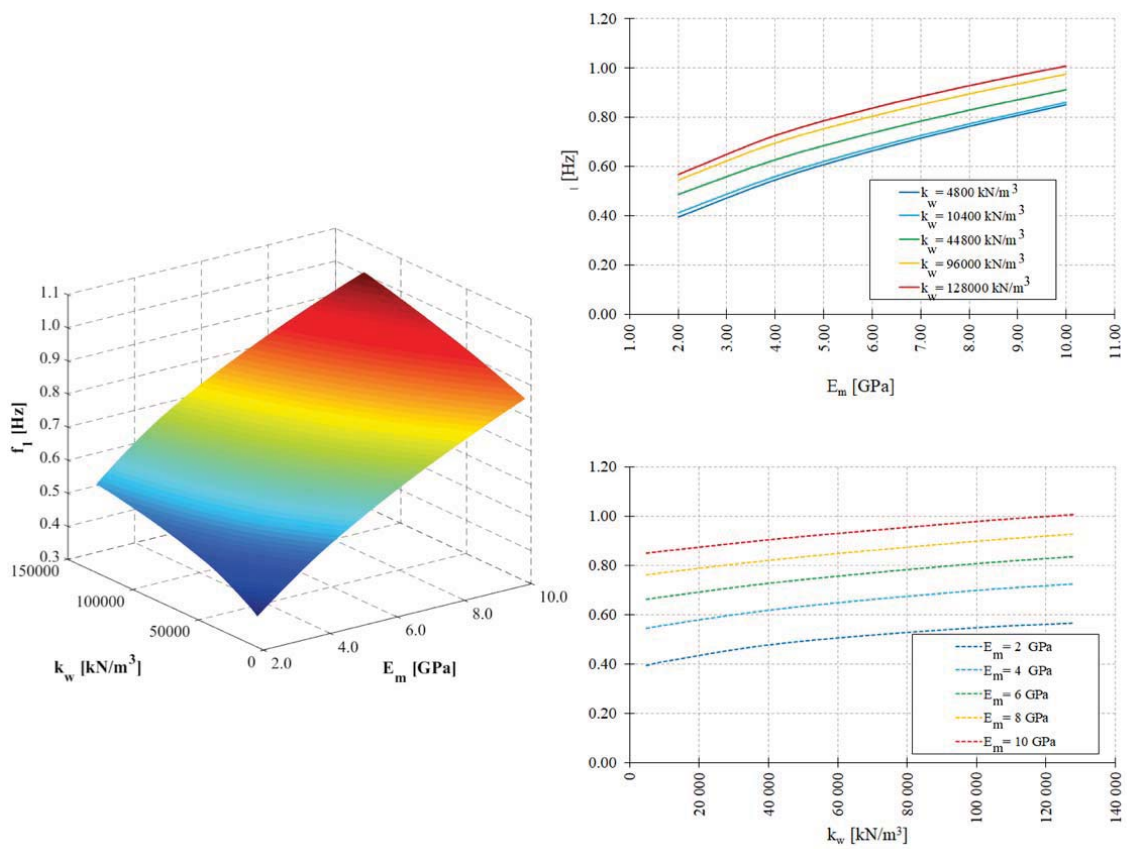 1.1
1.0
0.9
0.8
0.7
0.6
0.5
0.4
0.3
f1 [Hz]
150000
100000
50000
0
kw [kN/m³]
2.0
4.0
6.0
8.0
10.0
Em [GPa]
1.20
1.00
0.80
0.60
0.40
0.20
0.00
[Hz]
kw= 4800 kN/m³
kw= 10400 kN/m³
kw= 44800 kN/m³
kw= 96000 kN/m³
kw= 128000 kN/m³
1.00 2.00 3.00 4.00 5.00 6.00 7.00 8.00 9.00 10.00 11.00
Em [GPa]
1.20
1.00
0.80
0.60
0.40
0.20
0.00
Em= 2 GPa
Em= 4 GPa
Em= 6 GPa
Em= 8 GPa
Em= 10 GPa
0 20 000 40 000 60 000 80 000 100 000 120 000 140 000
kw [kN/m³]